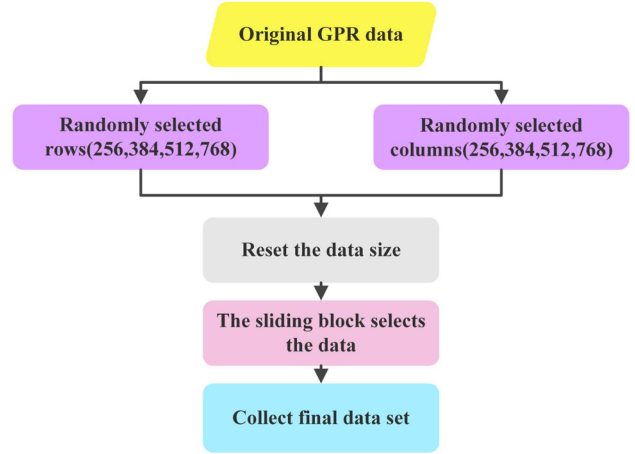 Original GPR data
Randomly selected
rows(256,384,512,768)
Randomly selected
columns(256,384,512,768)
Reset the data size
The sliding block selects
the data
Collect final data set